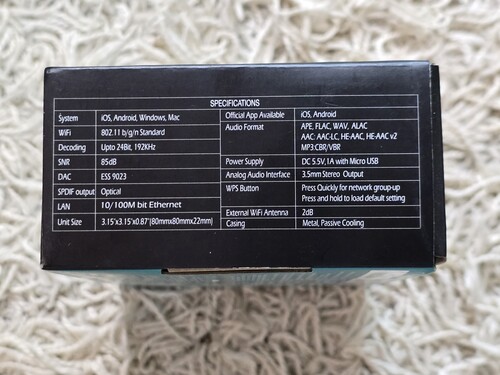 SPECIFICATIONS
System iOS, Android, Windows, Mac
WiFi 802.11 b/g/n Standard
Decoding Upto 24Bit, 192KHz
SNR 85dB
DAC ESS 9023
SPDIF output Optical
LAN 10/100M bit Ethernet
Unit Size 3.15'x3.15'x0.87'(80mmx80mmx22mm)
Official App Available iOS, Android
Audio Format APE, FLAC, WAV, ALAC
AAC: AAC-LC, HE-AAC, HE-AAC v2
MP3:CBR/VBR
Power Supply DC 5.5V,1A with Micro USB
Analog Audio Interface 3.5mm Stereo Output
WPS Button Press Quickly for network group-up
Press and hold to load default setting
External WiFi Antenna 2dB
Casing Metal, Passive Cooling